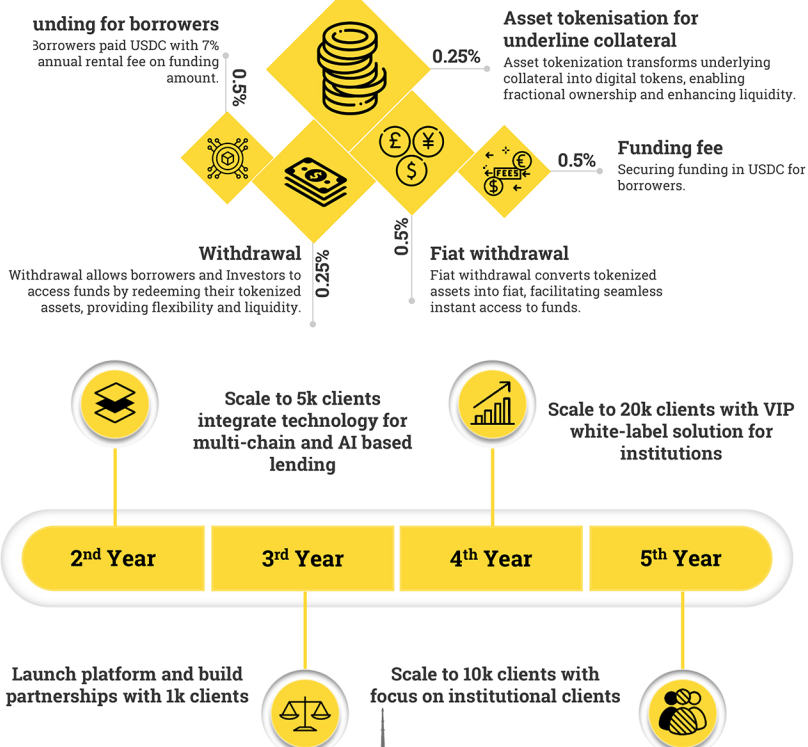 unding for borrowers
Borrowers paid USDC with 7%
annual rental fee on funding
amount.
0.5%
Asset tokenisation for
underline collateral
0.25%
Asset tokenization transforms underlying
collateral into digital tokens, enabling
fractional ownership and enhancing liquidity.
Funding fee
0.5%
Securing funding in USDC for
borrowers.
FEES
Withdrawal
Withdrawal allows borrowers and Investors to
access funds by redeeming their tokenized
assets, providing flexibility and liquidity.
0.25%
0.5%
Fiat withdrawal
Fiat withdrawal converts tokenized
assets into fiat, facilitating seamless
instant access to funds.
Scale to 5k clients
integrate technology for
multi-chain and AI based
lending
Scale to 20k clients with VIP
white-label solution for
institutions
2nd Year
3rd Year
4th Year
5th Year
Launch platform and build
partnerships with 1k clients
Scale to 10k clients with
focus on institutional clients